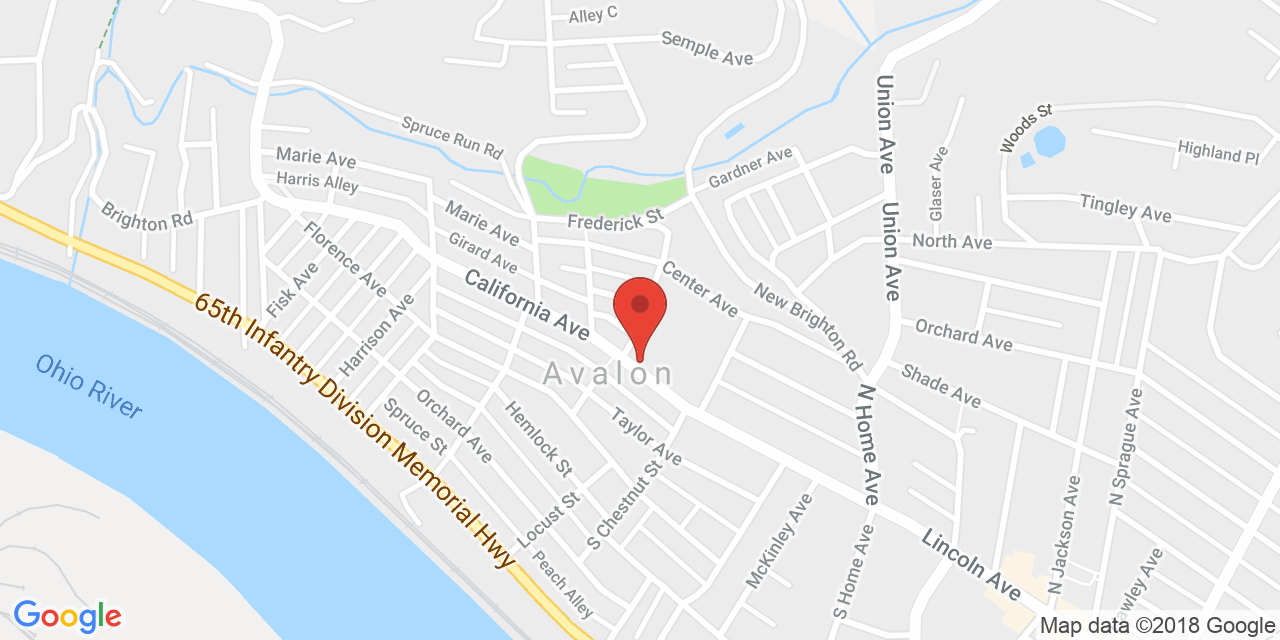 Alley C
Semple Ave
Union Ave
Woods St
Spruce Run Rd
Highland Pl
Marie Ave
Gardner Ave
Glaser Ave
Harris Alley
Brighton Rd
Marie Ave
Frederick St
Union Ave
Tingley Ave
Florence Ave
Girard Ave
North Ave
Frisk Ave
California Ave
Center Ave
New Brighton Rd
65th Infantry Division Memorial Hwy
Harrison Ave
Orchard Ave
Ohio River
Avalon
Shade Ave
Spruce St
Orchard Ave
Hemlock St
Taylor Ave
N Home Ave
N Sprague Ave
Locust St
S Chestnut St
McKinley Ave
N Jackson Ave
Peach Alley
S Home Ave
Lincoln Ave
Google
Map data ©2018 Google